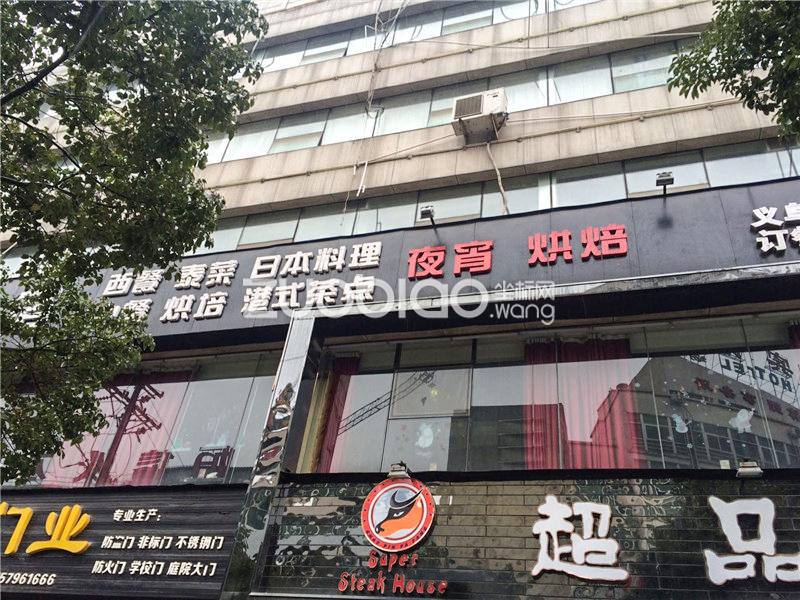 西餐 泰菜 日本料理 夜宵 烘焙 义乌
烘培 港式茶点 订餐
zuobiao 坐标网
.wang
HOTEL
门业 专业生产:
防盗门 非标门 不锈钢门
防火门 学校门 庭院大门
57961666
Super
Steak House
超品